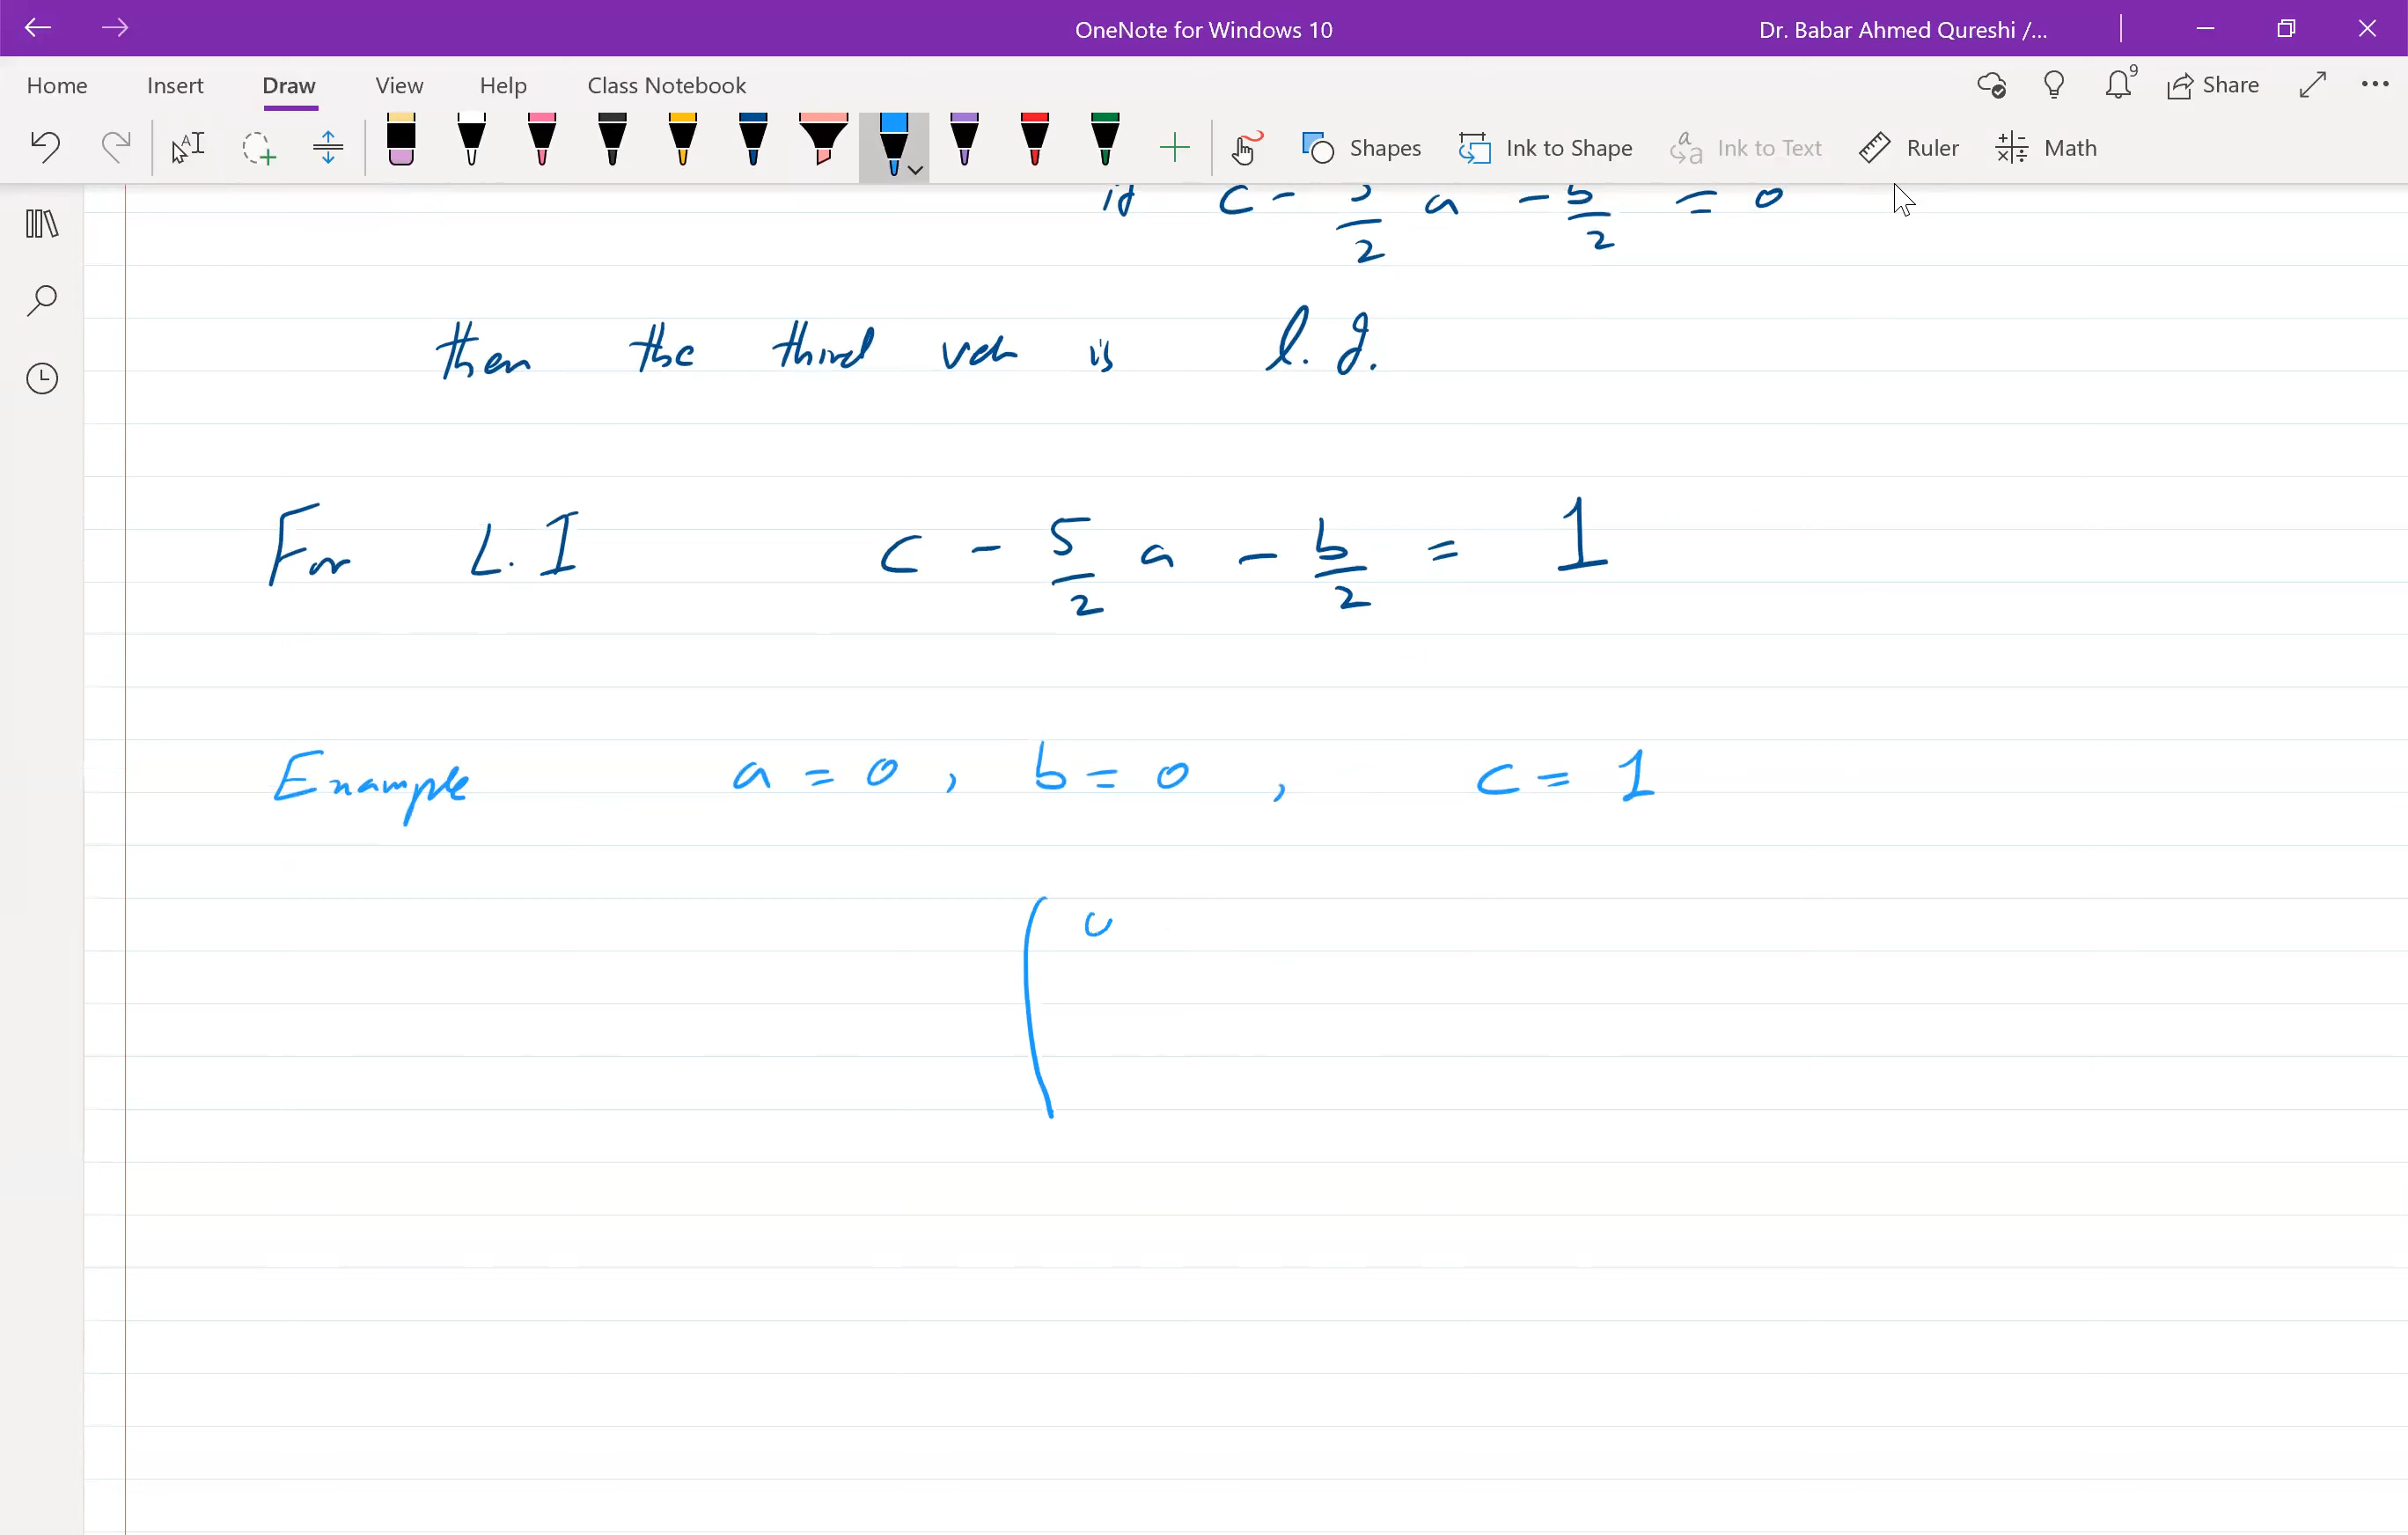 OneNote for Windows 10 Dr. Babar Ahmed Qureshi /...
Home Insert Draw View Help Class Notebook 9 Share
Shapes Ink to Shape Ink to Text Ruler Math
if c - 5/2 a - b/2 = 0
then the third is l.d.
For L.I c - 5/2 a - b/2 = 1
Example a = 0, b = 0, c = 1
( 0